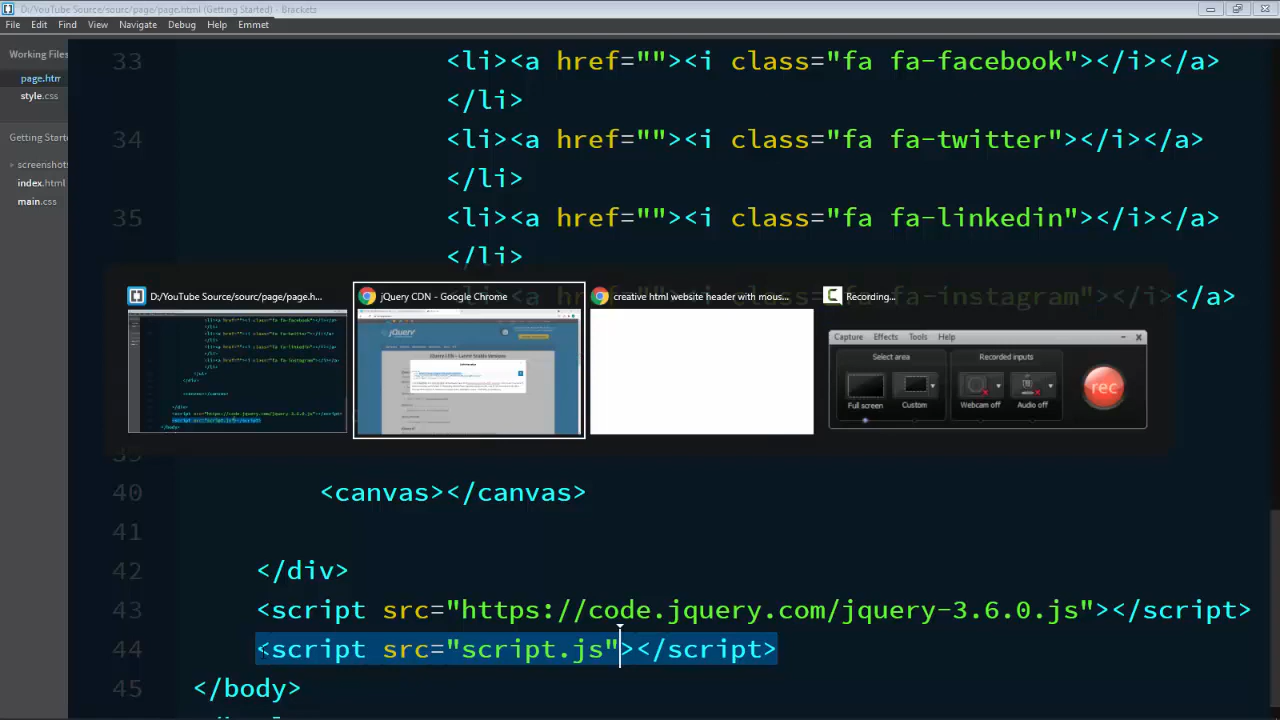 D:/YouTube Source/sourc/page/page.html (Getting Started) - Brackets
File Edit Find View Navigate Debug Help Emmet
Working Files
page.htm
style.css
Getting Starte
screenshots
index.html
main.css
33 <li><a href=""><i class="fa fa-facebook"></i></a>
</li>
34 <li><a href=""><i class="fa fa-twitter"></i></a>
</li>
35 <li><a href=""><i class="fa fa-linkedin"></i></a>
</li>
-instagram"></i></a>
D:/YouTube Source/sourc/page/page.h...
jQuery CDN - Google Chrome
creative html website header with mous...
Recording...
Capture Effects Tools Help
Select area
Recorded inputs
Full screen
Custom
Webcam off
Audio off
rec
39
40 <canvas></canvas>
41
42 </div>
43 <script src="https://code.jquery.com/jquery-3.6.0.js"></script>
44 <script src="script.js"></script>
45 </body>